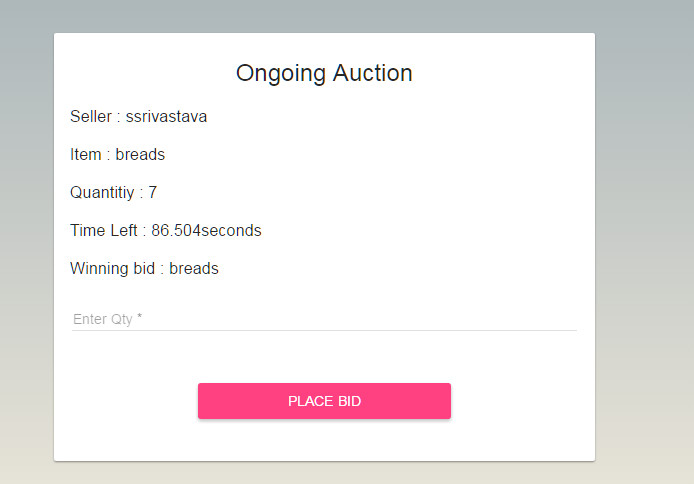 Ongoing Auction
Seller : ssrivastava
Item : breads
Quantitiy : 7
Time Left : 86.504seconds
Winning bid : breads
Enter Qty *
PLACE BID